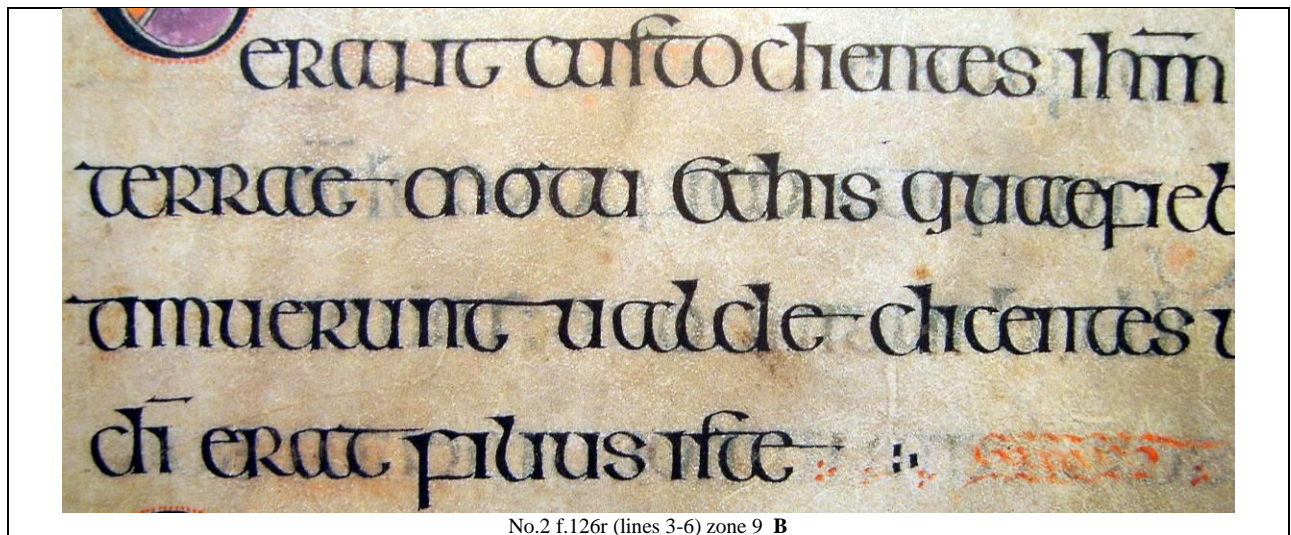 erant custodientes ihm̄
terrae motu Et his quae fieb
timuerunt ualde dicentes u
dī erat filius iste
No.2 f.126r (lines 3-6) zone 9 B